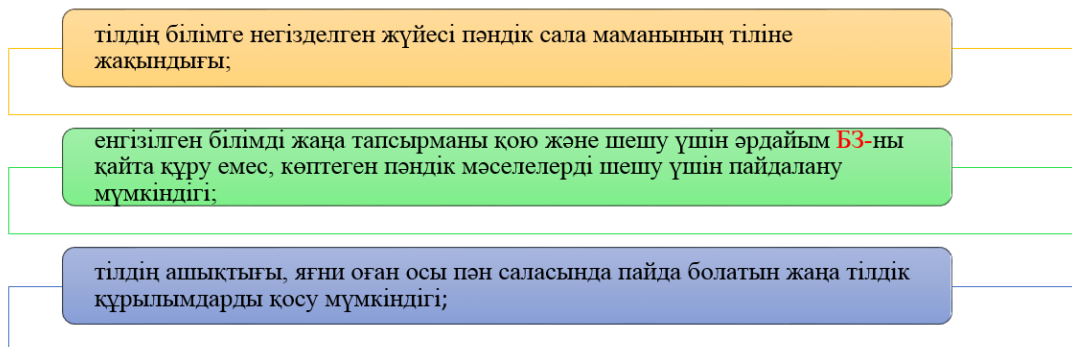 тілдің білімге негізделген жүйесі пәндік сала маманының тіліне
жақындығы;
енгізілген білімді жаңа тапсырманы қою және шешу үшін әрдайым БЗ-ны
қайта құру емес, көптеген пәндік мәселелерді шешу үшін пайдалану
мүмкіндігі;
тілдің ашықтығы, яғни оған осы пән саласында пайда болатын жаңа тілдік
құрылымдарды қосу мүмкіндігі;